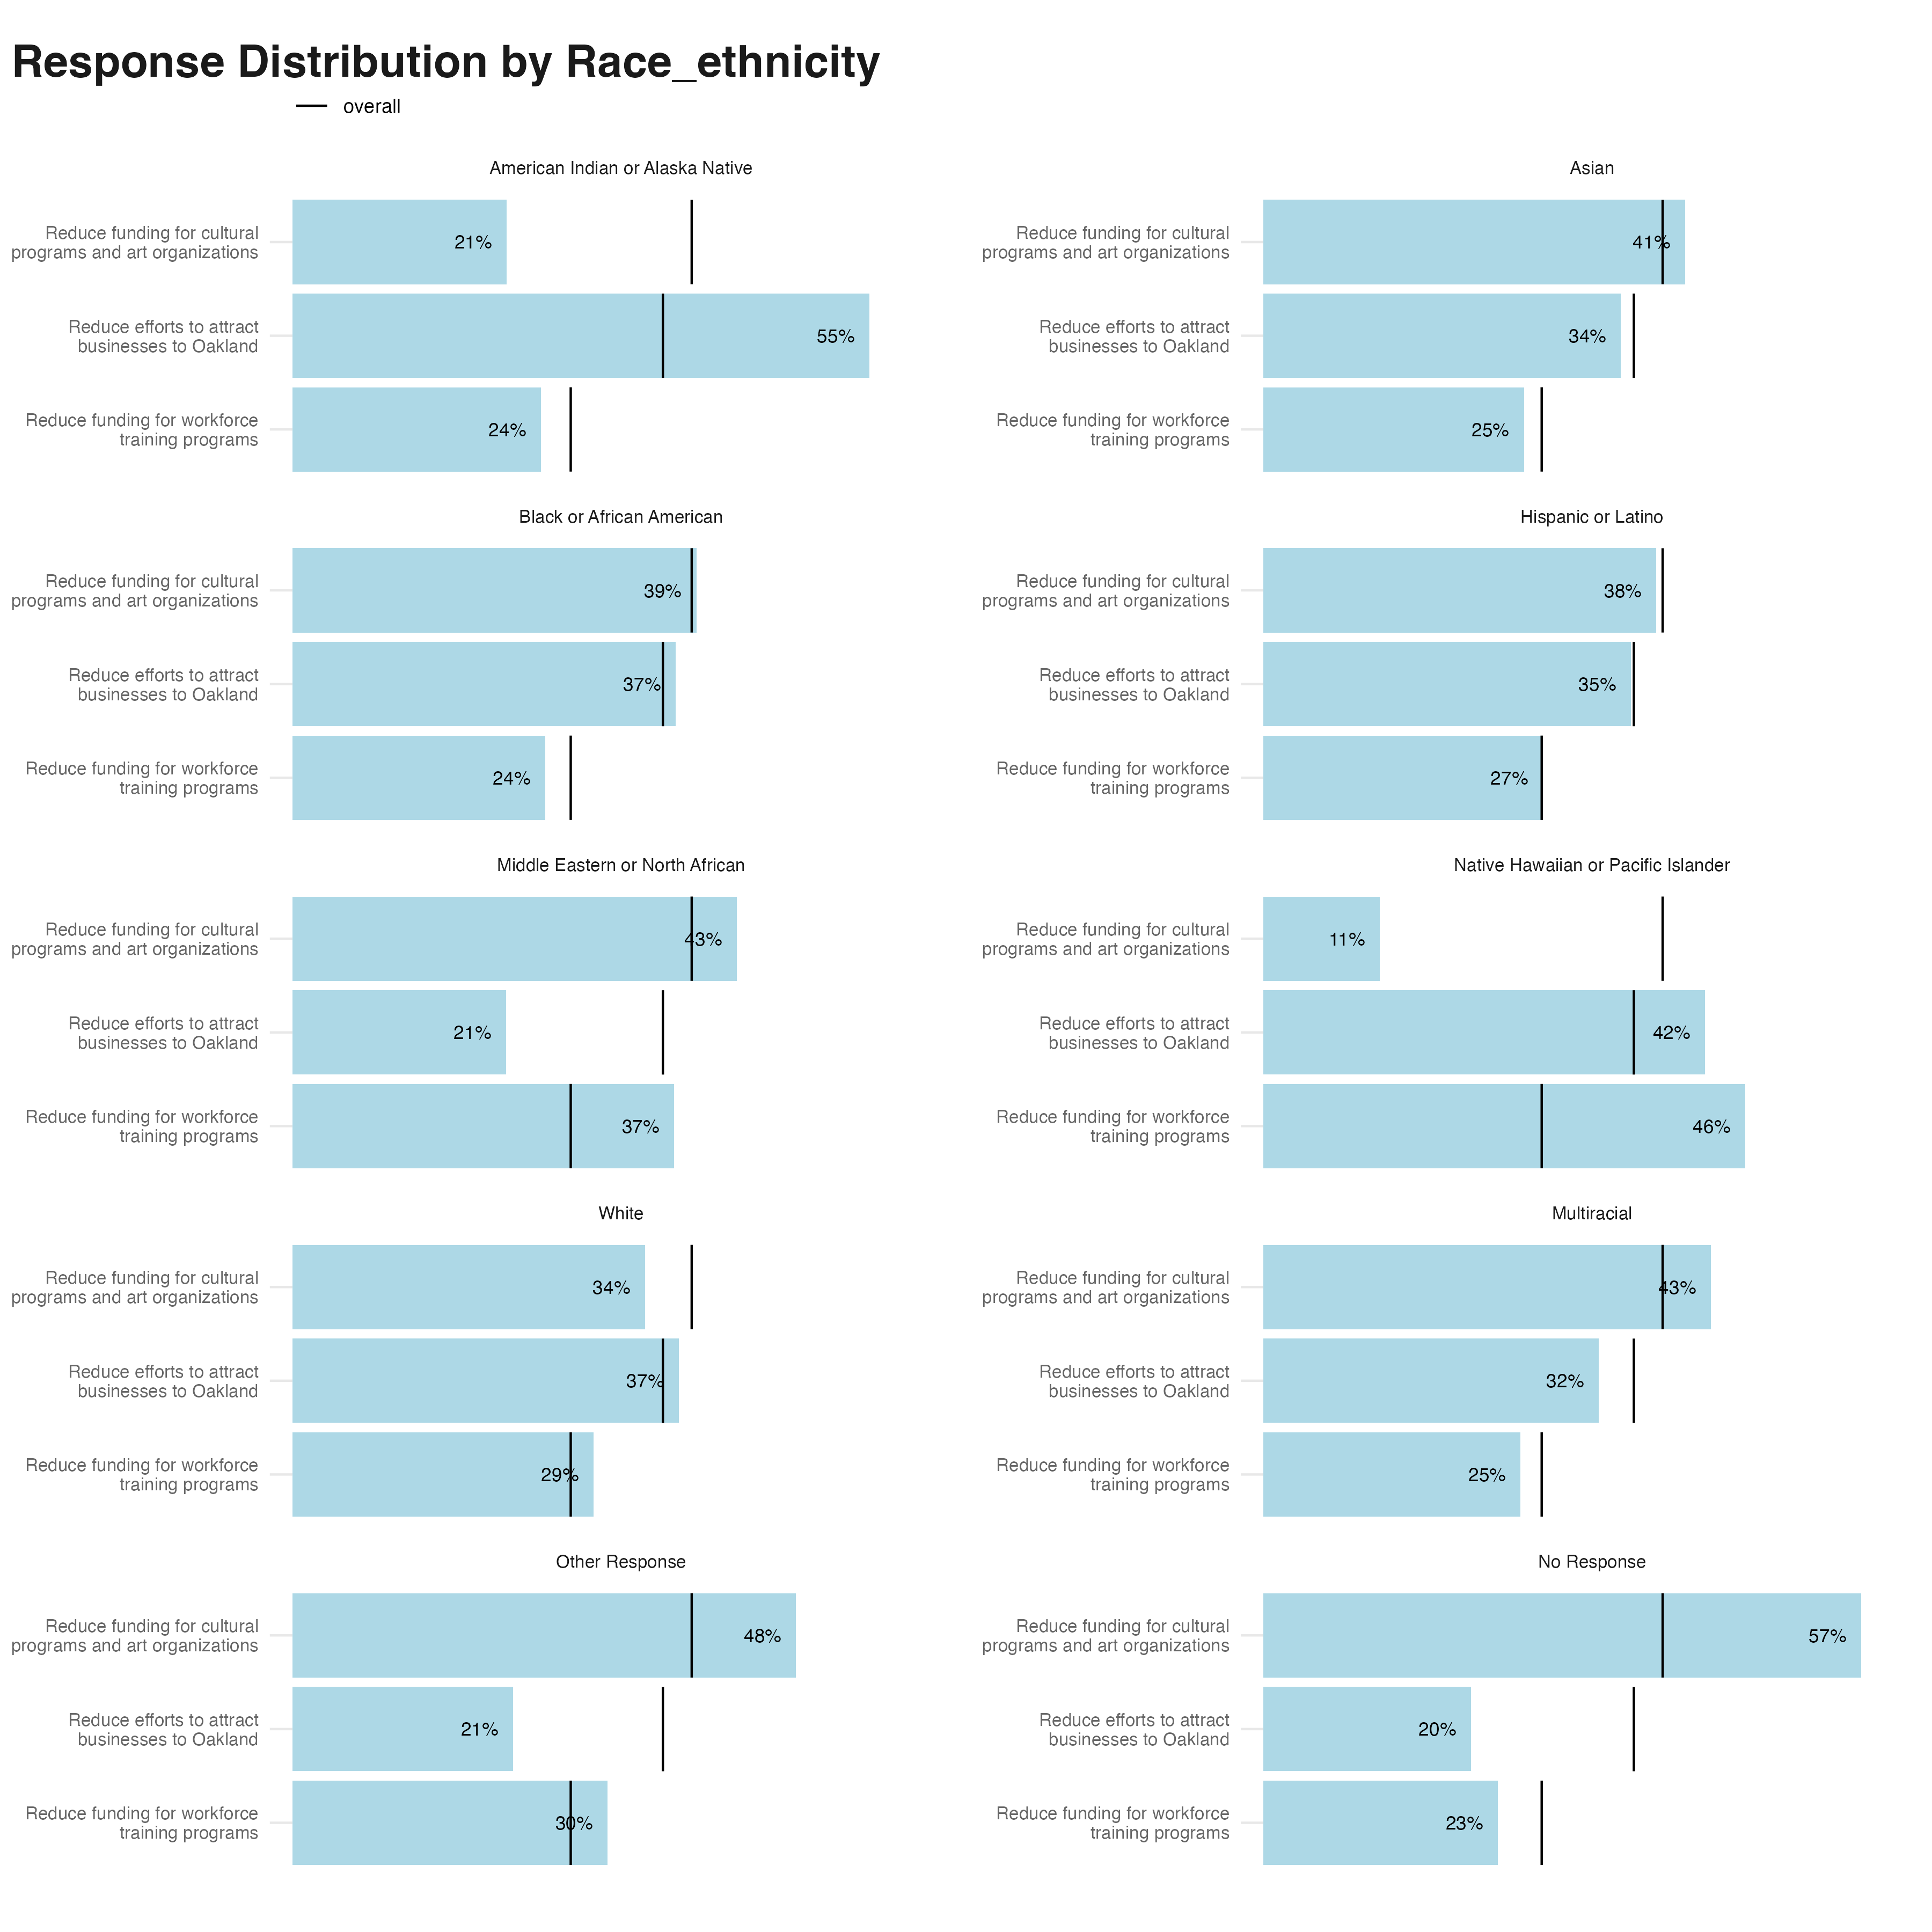 Response Distribution by Race_ethnicity
overall
American Indian or Alaska Native
Reduce funding for cultural
programs and art organizations
21%
Reduce efforts to attract
businesses to Oakland
55%
Reduce funding for workforce
training programs
24%
Asian
Reduce funding for cultural
programs and art organizations
41%
Reduce efforts to attract
businesses to Oakland
34%
Reduce funding for workforce
training programs
25%
Black or African American
Reduce funding for cultural
programs and art organizations
39%
Reduce efforts to attract
businesses to Oakland
37%
Reduce funding for workforce
training programs
24%
Hispanic or Latino
Reduce funding for cultural
programs and art organizations
38%
Reduce efforts to attract
businesses to Oakland
35%
Reduce funding for workforce
training programs
27%
Middle Eastern or North African
Reduce funding for cultural
programs and art organizations
43%
Reduce efforts to attract
businesses to Oakland
21%
Reduce funding for workforce
training programs
37%
Native Hawaiian or Pacific Islander
Reduce funding for cultural
programs and art organizations
11%
Reduce efforts to attract
businesses to Oakland
42%
Reduce funding for workforce
training programs
46%
White
Reduce funding for cultural
programs and art organizations
34%
Reduce efforts to attract
businesses to Oakland
37%
Reduce funding for workforce
training programs
29%
Multiracial
Reduce funding for cultural
programs and art organizations
43%
Reduce efforts to attract
businesses to Oakland
32%
Reduce funding for workforce
training programs
25%
Other Response
Reduce funding for cultural
programs and art organizations
48%
Reduce efforts to attract
businesses to Oakland
21%
Reduce funding for workforce
training programs
30%
No Response
Reduce funding for cultural
programs and art organizations
57%
Reduce efforts to attract
businesses to Oakland
20%
Reduce funding for workforce
training programs
23%